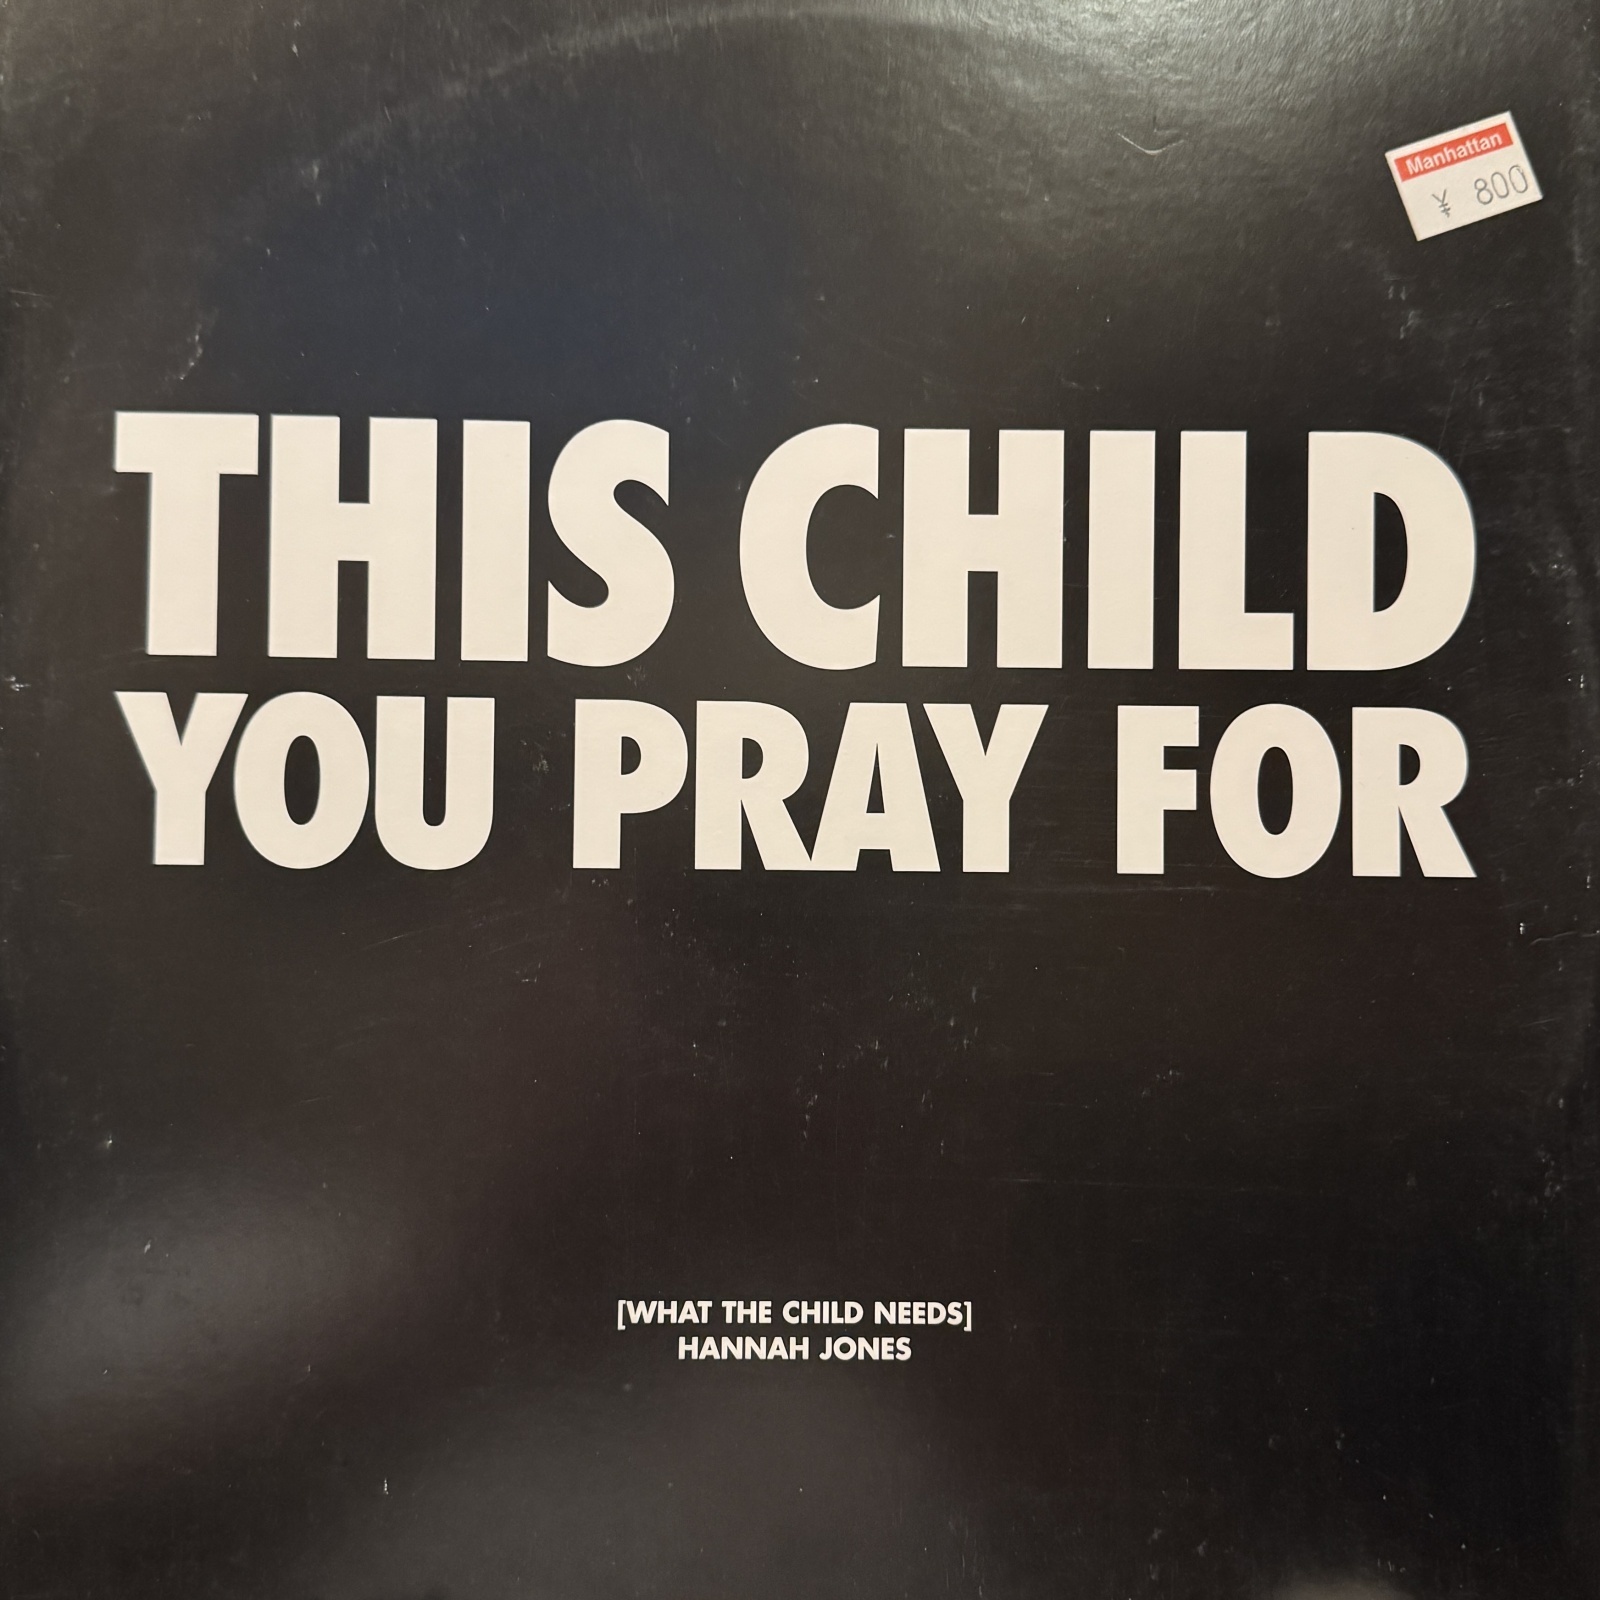 Manhattan
¥ 800
THIS CHILD
YOU PRAY FOR
[WHAT THE CHILD NEEDS]
HANNAH JONES